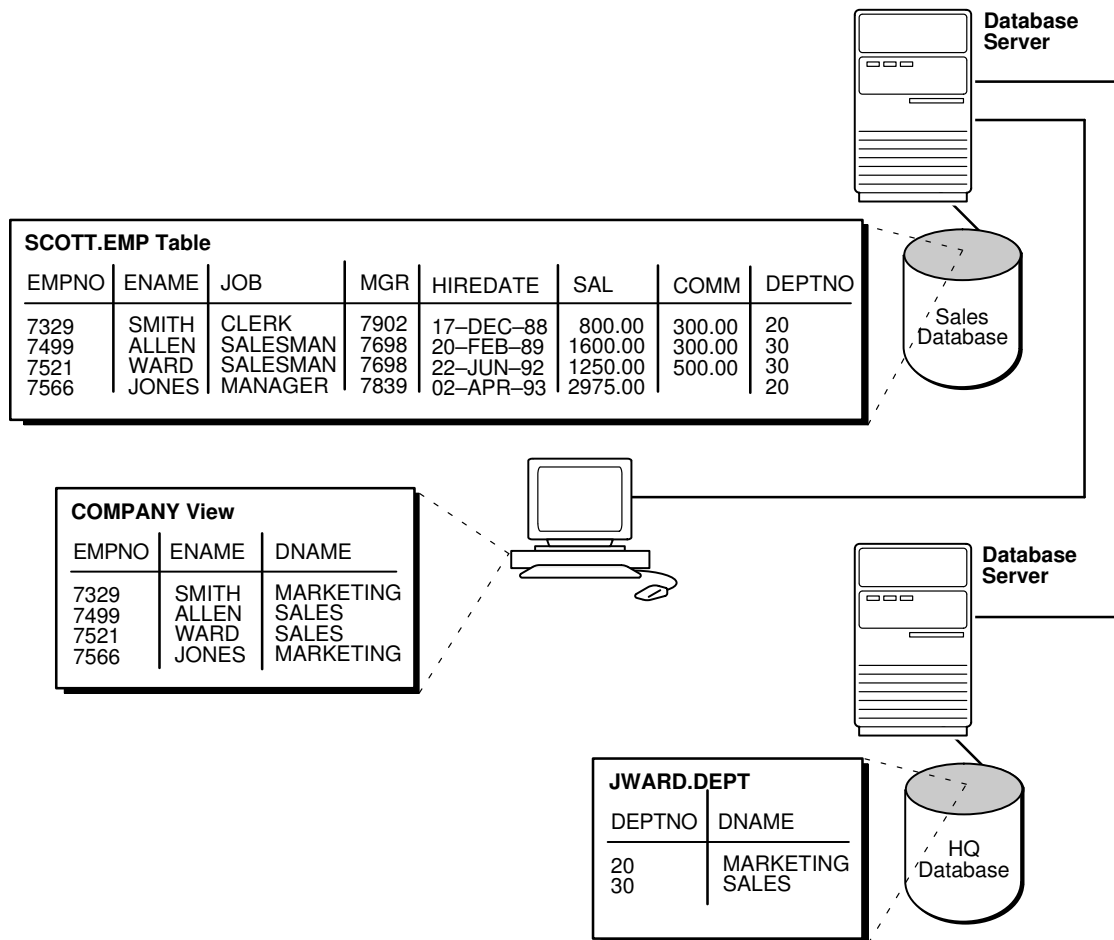 Database
Server
SCOTT.EMP Table
EMPNO ENAME JOB MGR HIREDATE SAL COMM DEPTNO
7329 SMITH CLERK 7902 17–DEC–88 800.00 300.00 20
7499 ALLEN SALESMAN 7698 20–FEB–89 1600.00 300.00 30
7521 WARD SALESMAN 7698 22–JUN–92 1250.00 500.00 30
7566 JONES MANAGER 7839 02–APR–93 2975.00 20
Sales
Database
COMPANY View
EMPNO ENAME DNAME
7329 SMITH MARKETING
7499 ALLEN SALES
7521 WARD SALES
7566 JONES MARKETING
Database
Server
JWARD.DEPT
DEPTNO DNAME
20 MARKETING
30 SALES
HQ
Database